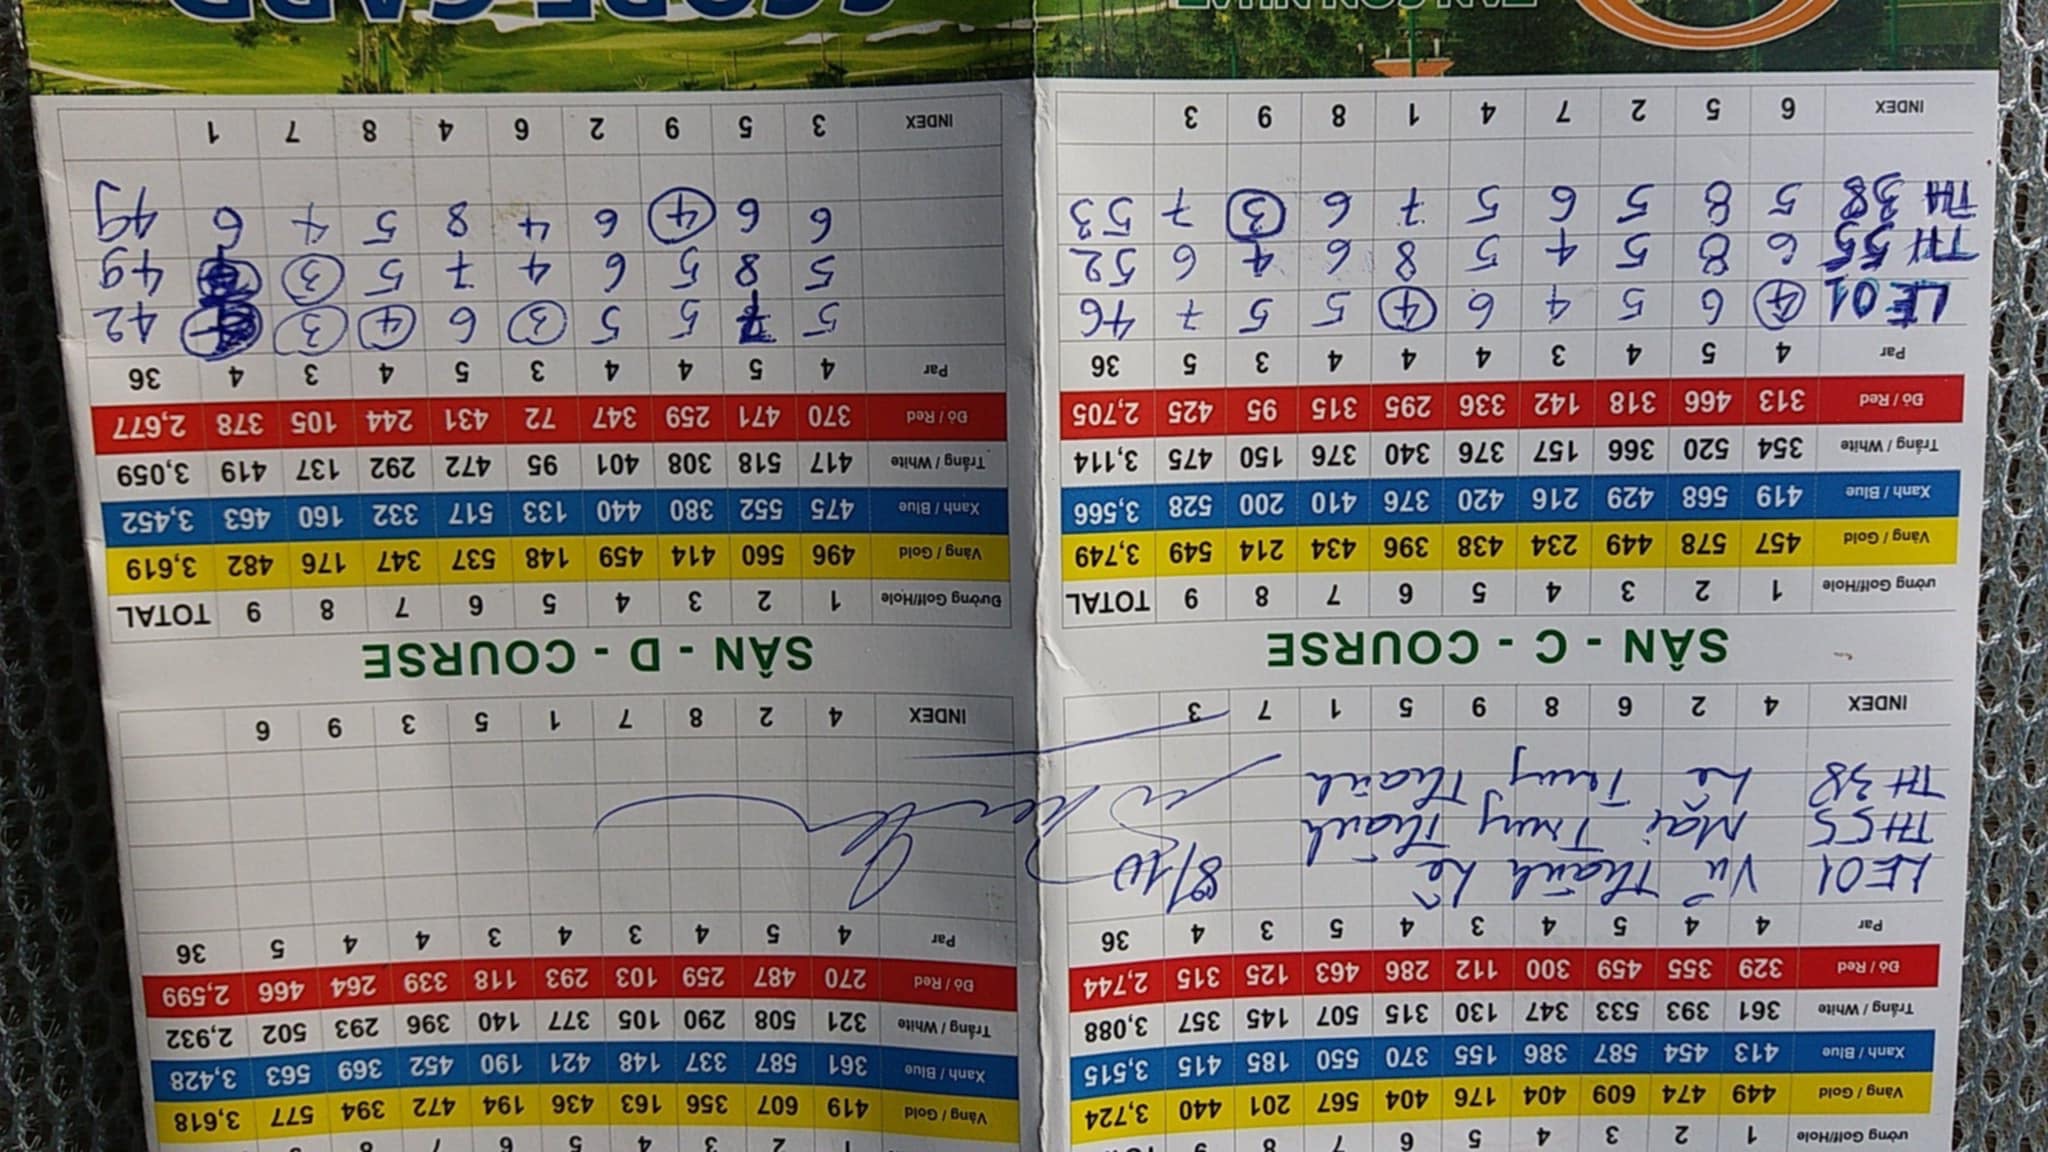 ường Golf/Hole 1 2 3 4 5 6 7 8 9
Vàng / Gold 449 474 609 404 176 404 567 201 440 3,724
Xanh / Blue 413 454 587 386 155 370 550 185 415 3,515
Trắng / White 361 393 533 347 130 315 507 145 357 3,088
Đỏ / Red 329 355 459 300 112 286 463 125 315 2,744
Par 4 4 5 4 3 4 5 3 4 36
LE01 Vũ Thành Lê 8/10
TH55 Mai Trung Thành
TH38 Lê Trung Thành
INDEX 4 2 6 8 9 5 1 7 3
1 2 3 4 5 6 7 8 9
Vàng / Gold 419 607 356 163 436 194 472 394 577 3,618
Xanh / Blue 361 587 337 148 421 190 452 369 563 3,428
Trắng / White 321 508 290 105 377 140 396 293 502 2,932
Đỏ / Red 270 487 259 103 293 118 339 264 466 2,599
Par 4 5 4 3 4 3 4 4 5 36
INDEX 4 2 8 7 1 5 3 9 6
SÂN - C - COURSE
ường Golf/Hole 1 2 3 4 5 6 7 8 9 TOTAL
Vàng / Gold 457 578 449 234 438 396 434 214 549 3,749
Xanh / Blue 419 568 429 216 420 376 410 200 528 3,566
Trắng / White 354 520 366 157 376 340 376 150 475 3,114
Đỏ / Red 313 466 318 142 336 295 315 95 425 2,705
Par 4 5 4 3 4 4 4 3 5 36
LE01 4 6 5 4 6 4 5 5 7 46
TH55 6 8 5 4 5 8 6 4 6 52
TH38 5 8 5 6 5 7 6 3 7 53
INDEX 6 5 2 7 4 1 8 9 3
SÂN - D - COURSE
Đường Golf/Hole 1 2 3 4 5 6 7 8 9 TOTAL
Vàng / Gold 496 560 414 459 148 537 347 176 482 3,619
Xanh / Blue 475 552 380 440 133 517 332 160 463 3,452
Trắng / White 417 518 308 401 95 472 292 137 419 3,059
Đỏ / Red 370 471 259 347 72 431 244 105 378 2,677
Par 4 5 4 4 3 5 4 3 4 36
5 7 5 5 3 6 4 3 4 42
5 8 5 6 4 7 5 3 49
6 6 4 6 4 8 5 4 6 49
INDEX 3 5 9 2 6 4 8 7 1
TAN SON NHAT
SCORE CARD